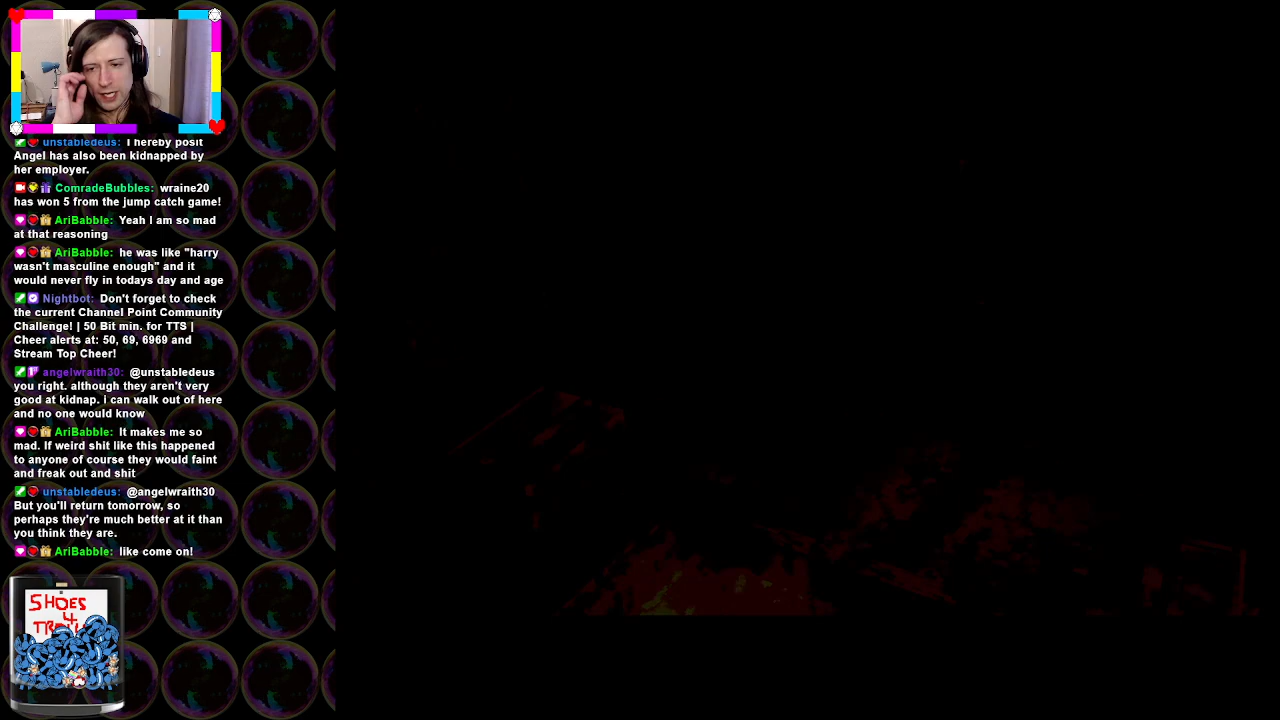 unstabledeus: I hereby posit
Angel has also been kidnapped by
her employer.
ComradeBubbles: wraine20
has won 5 from the jump catch game!
AriBabble: Yeah I am so mad
at that reasoning
AriBabble: he was like "harry
wasn't masculine enough" and it
would never fly in todays day and age
Nightbot: Don't forget to check
the current Channel Point Community
Challenge! | 50 Bit min. for TTS |
Cheer alerts at: 50, 69, 6969 and
Stream Top Cheer!
angelwraith30: @unstabledeus
you right. although they aren't very
good at kidnap. i can walk out of here
and no one would know
AriBabble: It makes me so
mad. If weird shit like this happened
to anyone of course they would faint
and freak out and shit
unstabledeus: @angelwraith30
But you'll return tomorrow, so
perhaps they're much better at it than
you think they are.
AriBabble: like come on!
SHOES
4